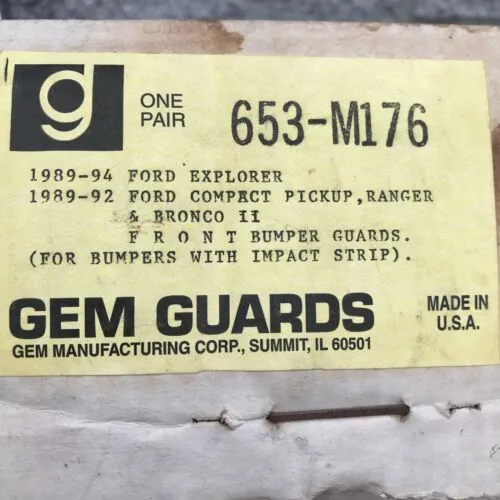 g
ONE
PAIR
653-M176
1989-94 FORD EXPLORER
1989-92 FORD COMPACT PICKUP, RANGER
& BRONCO II
F R O N T BUMPER GUARDS.
(FOR BUMPERS WITH IMPACT STRIP).
GEM GUARDS
MADE IN
U.S.A.
GEM MANUFACTURING CORP., SUMMIT, IL 60501